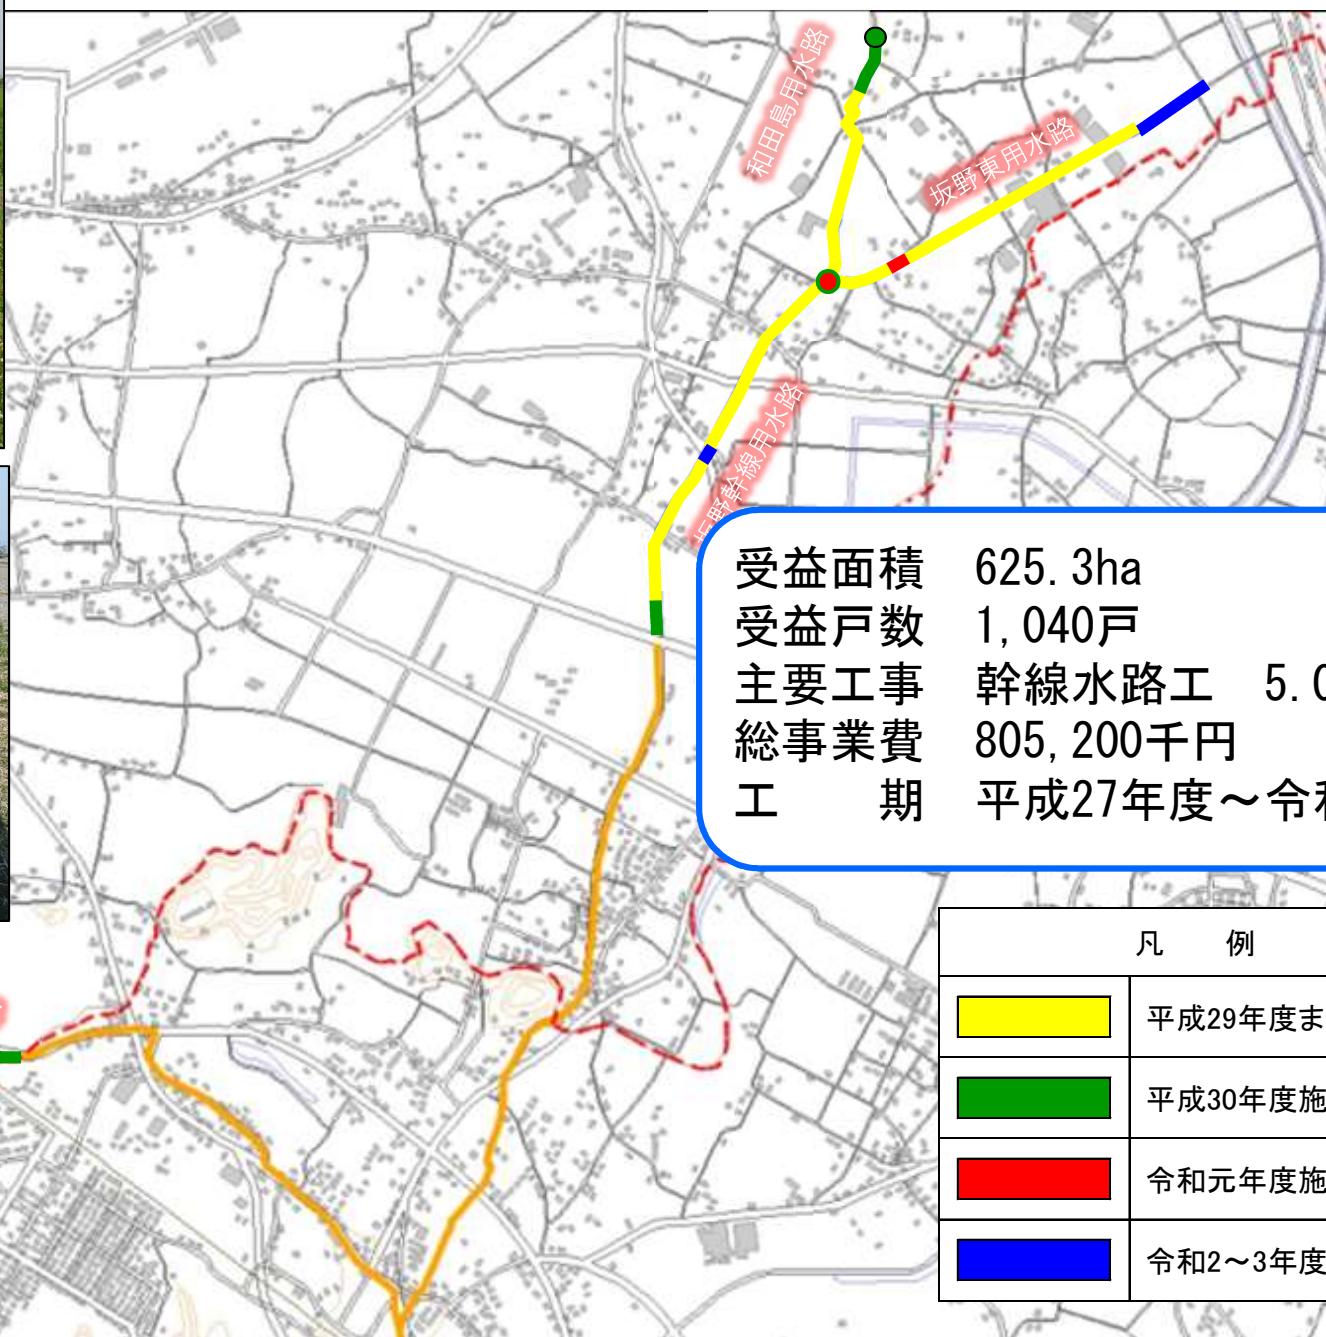 和田島用水路
坂野東用水路
坂野幹線用水路
受益面積　625.3ha
受益戸数　1,040戸
主要工事　幹線水路工　5.0
総事業費　805,200千円
工　　期　平成27年度～令和
凡　例
平成29年度ま
平成30年度施
令和元年度施
令和2～3年度